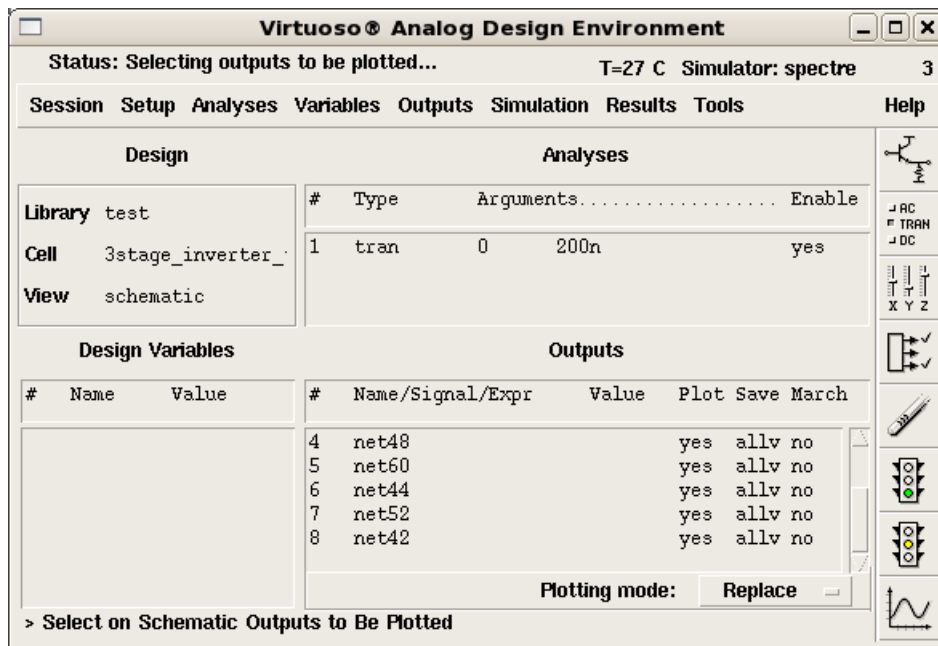 Virtuoso® Analog Design Environment
Status: Selecting outputs to be plotted...
T=27 C Simulator: spectre 3
Session Setup Analyses Variables Outputs Simulation Results Tools Help
Design
Library test
Cell 3stage_inverter_
View schematic
Analyses
# Type Arguments.................. Enable
1 tran 0 200n yes
AC
TRAN
DC
X Y Z
Design Variables
# Name Value
Outputs
# Name/Signal/Expr Value Plot Save March
4 net48 yes allv no
5 net60 yes allv no
6 net44 yes allv no
7 net52 yes allv no
8 net42 yes allv no
Plotting mode: Replace
> Select on Schematic Outputs to Be Plotted